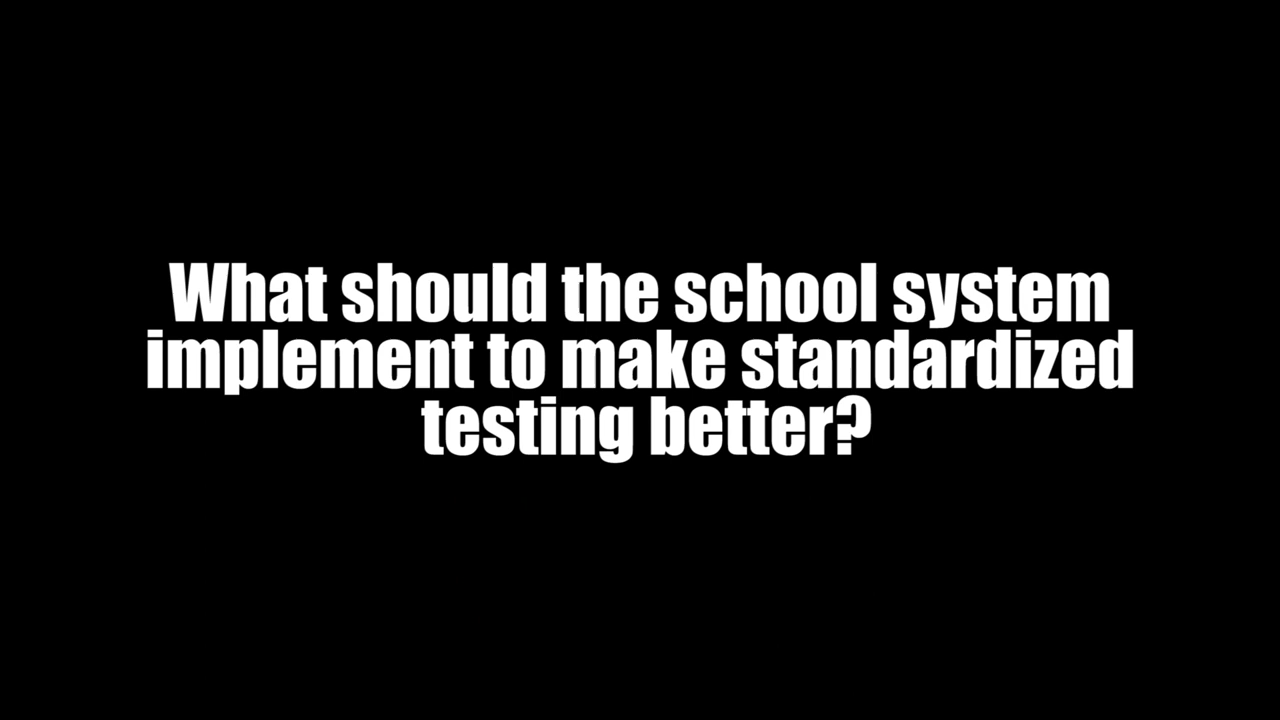 What should the school system
implement to make standardized
testing better?